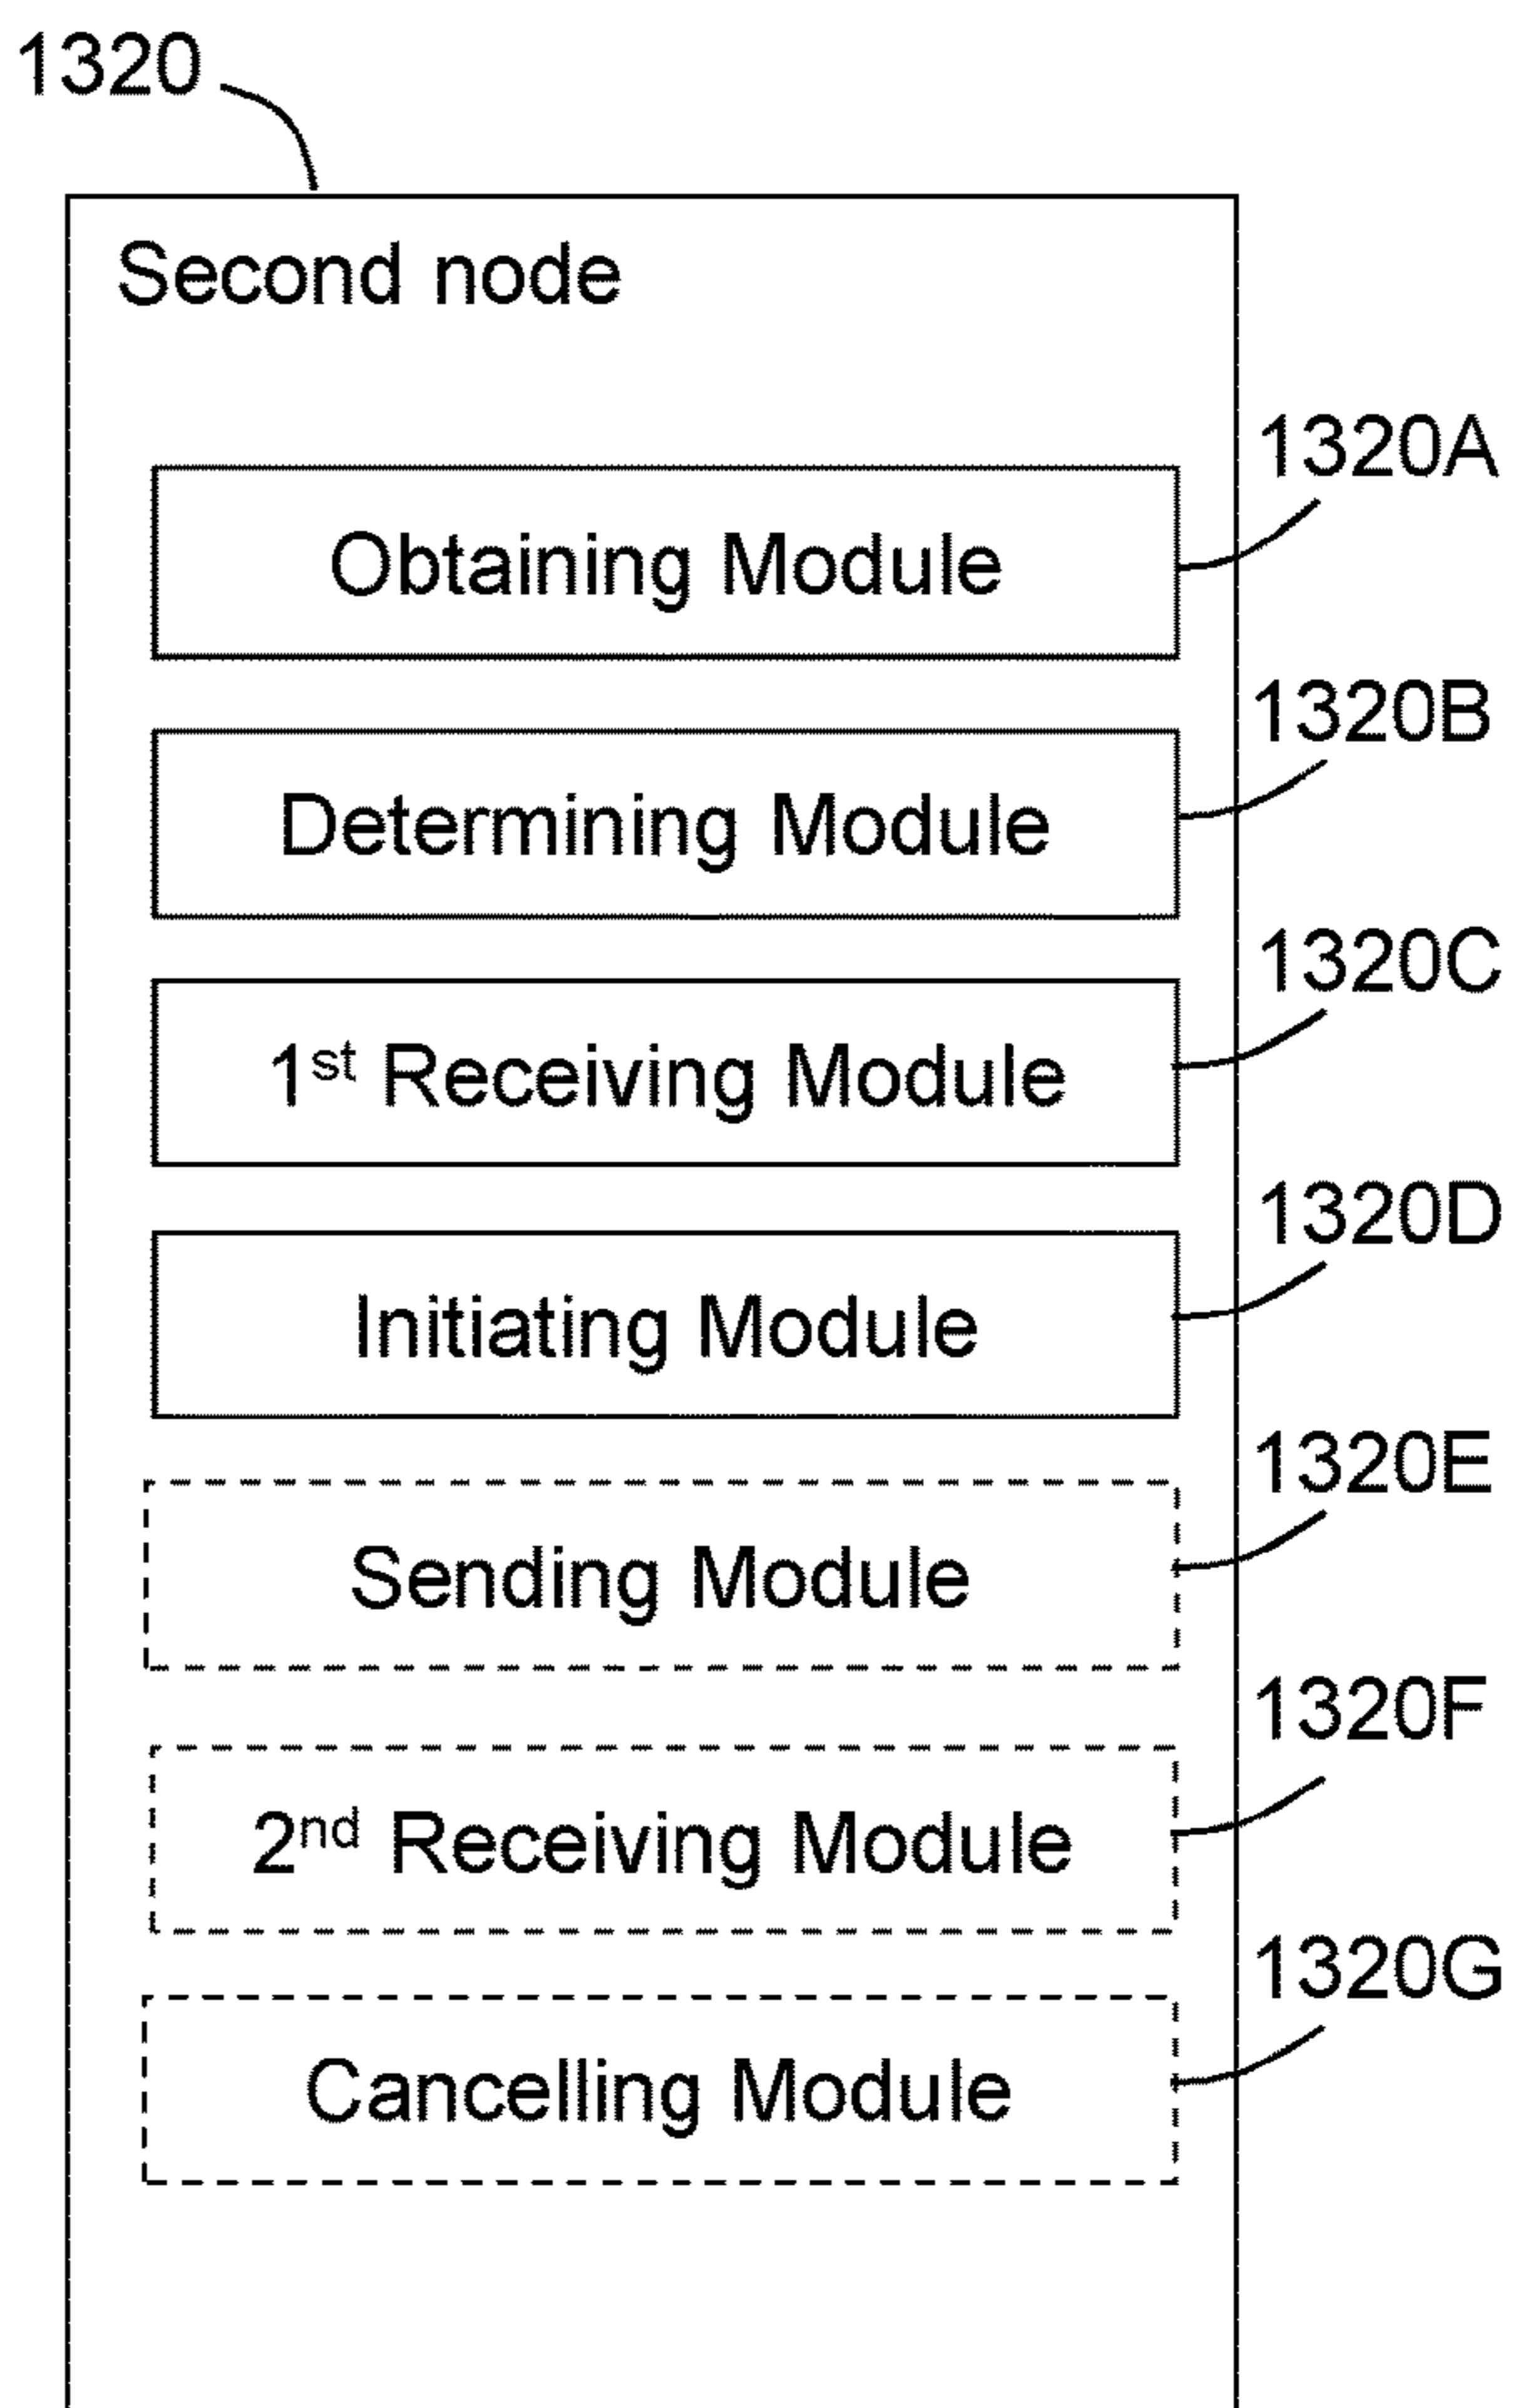 1320
Second node
1320A
Obtaining Module
1320B
Determining Module
1320C
1st Receiving Module
1320D
Initiating Module
1320E
Sending Module
1320F
2nd Receiving Module
1320G
Cancelling Module